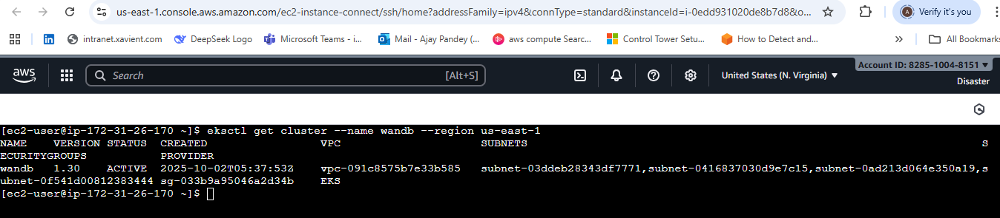 us-east-1.console.aws.amazon.com/ec2-instance-connect/ssh/home?addressFamily=ipv4&connType=standard&instanceId=i-0edd931020de8b7d8&o...
A
Verify it's you
in
intranet.xavient.com
DeepSeek Logo
Microsoft Teams - i...
Mail - Ajay Pandey (...
aws compute Searc...
Control Tower Setu...
How to Detect and...
»
All Bookmarks
aws
Search
[Alt+S]
United States (N. Virginia) ▼
Account ID: 8285-1004-8151 ▼
Disaster
[ec2-user@ip-172-31-26-170 ~]$ eksctl get cluster --name wandb --region us-east-1
NAME VERSION STATUS CREATED VPC SUBNETS S
ECURITYGROUPS PROVIDER
wandb 1.30 ACTIVE 2025-10-02T05:37:53Z vpc-091c8575b7e33b585 subnet-03ddeb28343df7771,subnet-0416837030d9e7c15,subnet-0ad213d064e350a19,s
ubnet-0f541d00812383444 sg-033b9a95046a2d34b EKS
[ec2-user@ip-172-31-26-170 ~]$